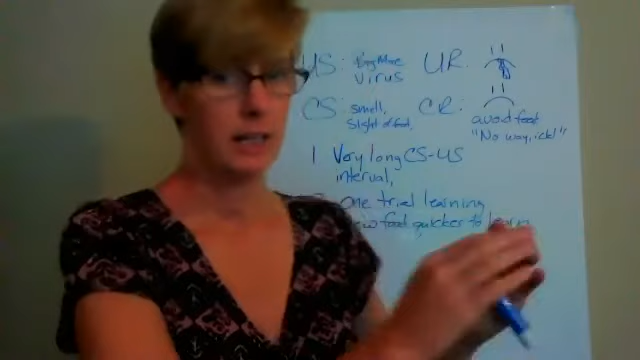 US: virus UR:
CS: smell, sight of food, CR: avoid food
"No way, ick!"
1 Very long CS-US
interval,
one trial learning
food quicker to learn